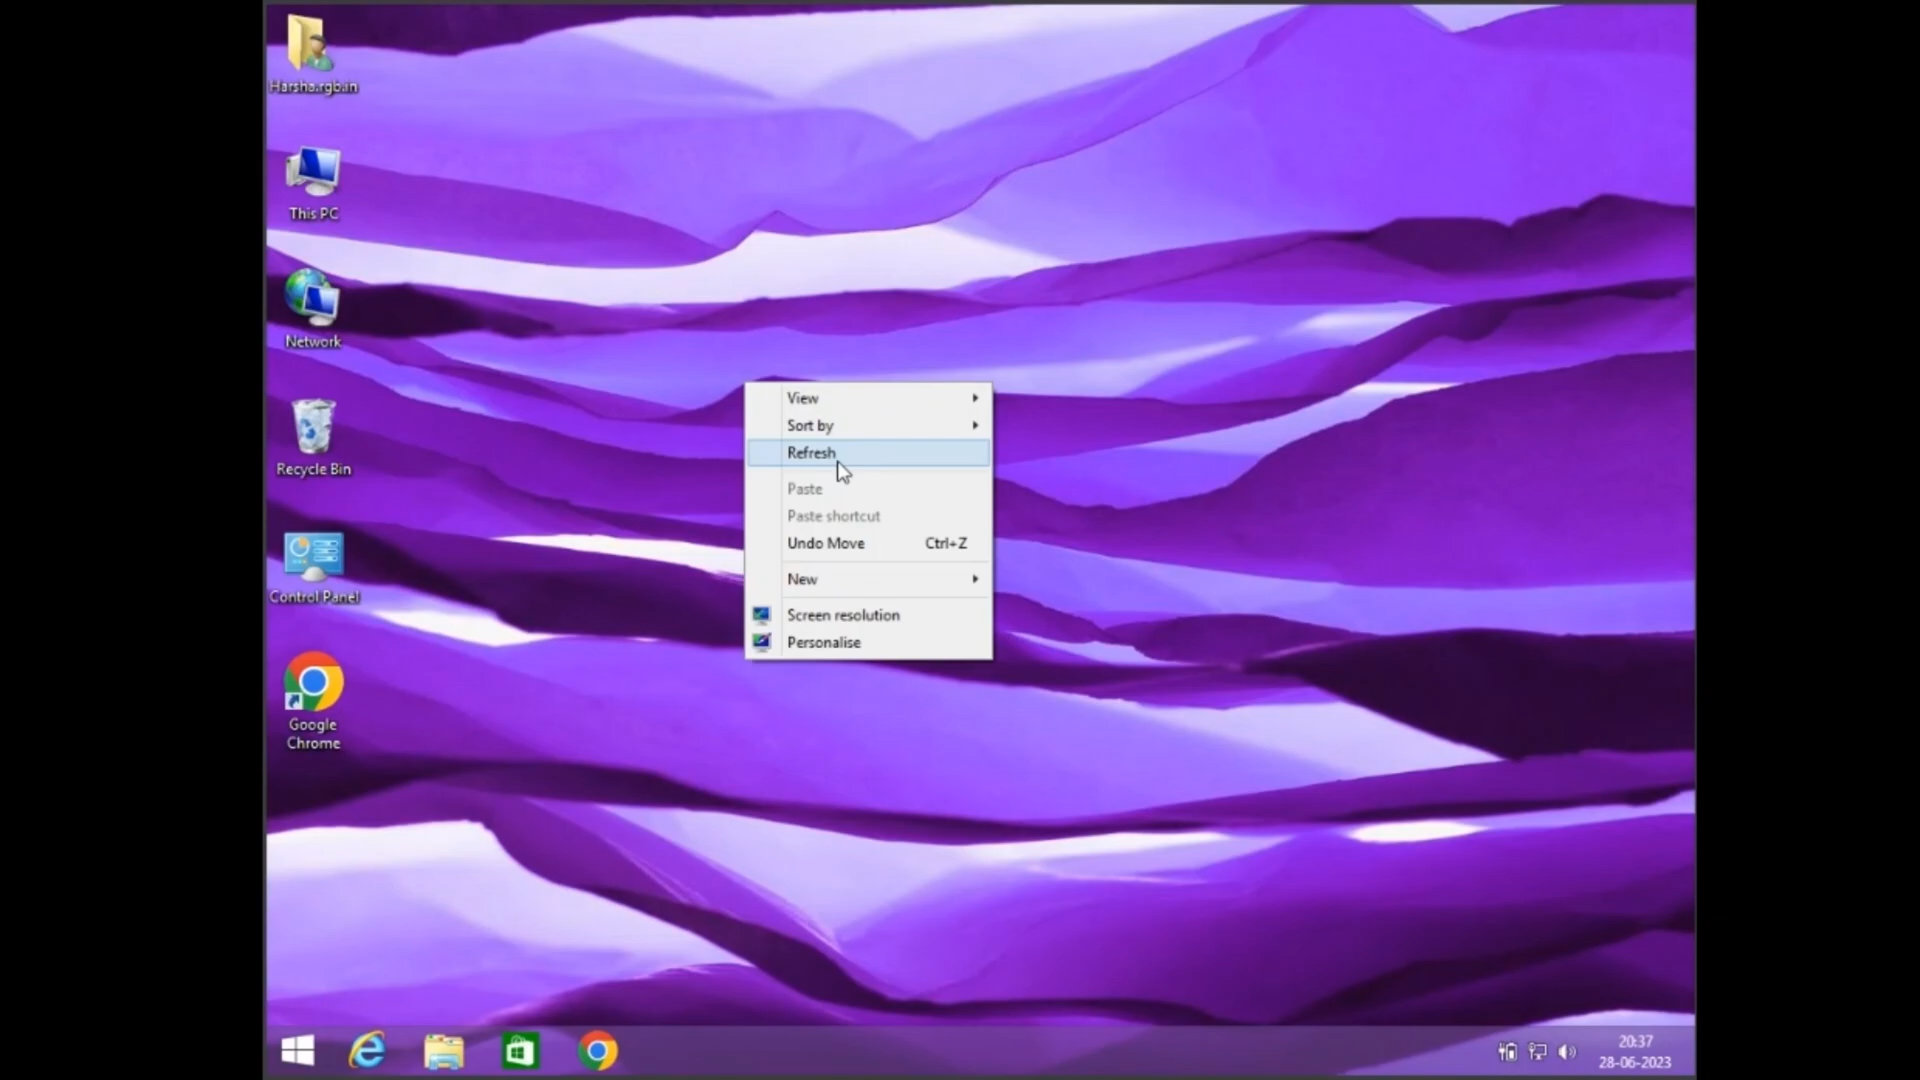 Harsha.rgb.in
This PC
Network
Recycle Bin
Control Panel
Google
Chrome
View
Sort by
Refresh
Paste
Paste shortcut
Undo Move Ctrl+Z
New
Screen resolution
Personalise
20:37
28-06-2023